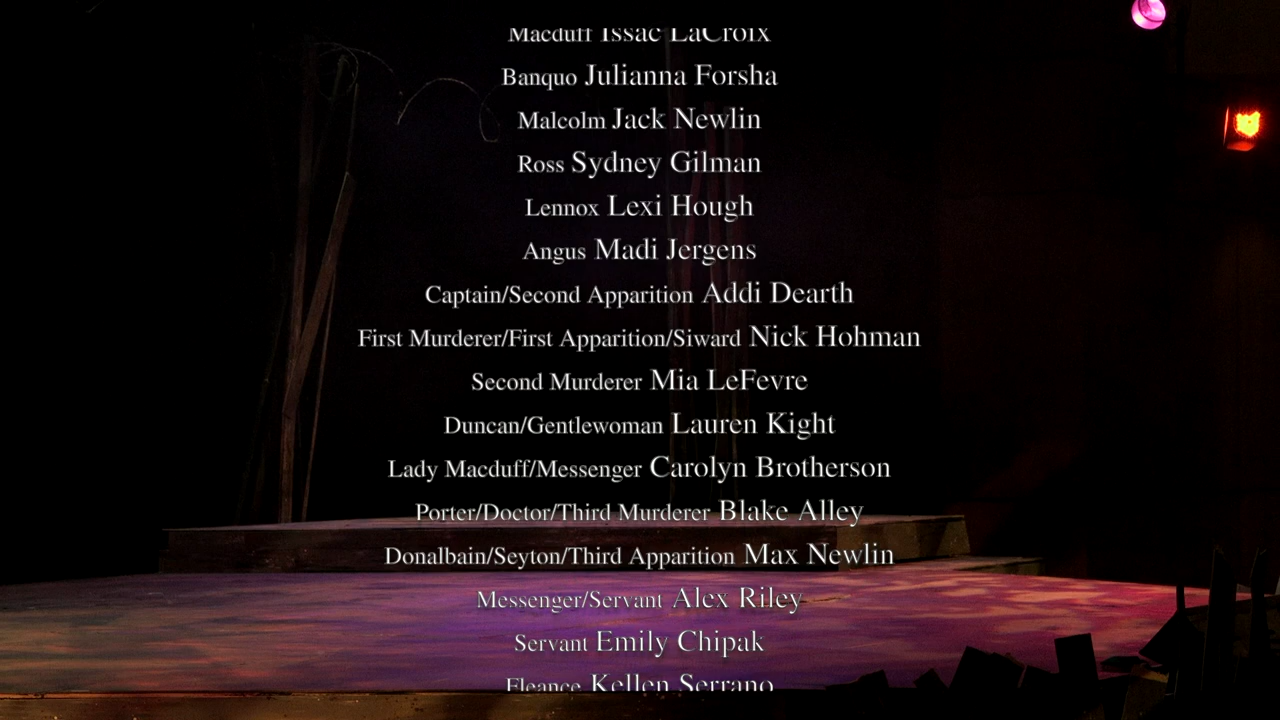 Macduff Issac LaCroix
Banquo Julianna Forsha
Malcolm Jack Newlin
Ross Sydney Gilman
Lennox Lexi Hough
Angus Madi Jergens
Captain/Second Apparition Addi Dearth
First Murderer/First Apparition/Siward Nick Hohman
Second Murderer Mia LeFevre
Duncan/Gentlewoman Lauren Kight
Lady Macduff/Messenger Carolyn Brotherson
Porter/Doctor/Third Murderer Blake Alley
Donalbain/Seyton/Third Apparition Max Newlin
Messenger/Servant Alex Riley
Servant Emily Chipak
Fleance Kellen Serrano